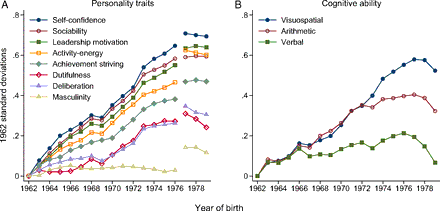 A
Personality traits
1962 standard deviations
.8
.6
.4
.2
0
Self-confidence
Sociability
Leadership motivation
Activity-energy
Achievement striving
Dutifulness
Deliberation
Masculinity
1962 1964 1966 1968 1970 1972 1974 1976 1978
B
Cognitive ability
.8
.6
.4
.2
0
Visuospatial
Arithmetic
Verbal
1962 1964 1966 1968 1970 1972 1974 1976 1978
Year of birth